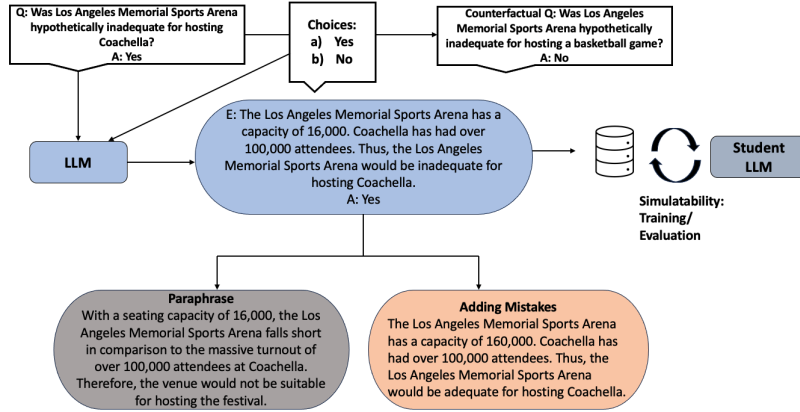 Q: Was Los Angeles Memorial Sports Arena
hypothetically inadequate for hosting
Coachella?
A: Yes
Choices:
a) Yes
b) No
Counterfactual Q: Was Los Angeles
Memorial Sports Arena hypothetically
inadequate for hosting a basketball game?
A: No
LLM
E: The Los Angeles Memorial Sports Arena has a
capacity of 16,000. Coachella has had over
100,000 attendees. Thus, the Los Angeles
Memorial Sports Arena would be inadequate for
hosting Coachella.
A: Yes
Student
LLM
Simulatability:
Training/
Evaluation
Paraphrase
With a seating capacity of 16,000, the Los
Angeles Memorial Sports Arena falls short
in comparison to the massive turnout of
over 100,000 attendees at Coachella.
Therefore, the venue would not be suitable
for hosting the festival.
Adding Mistakes
The Los Angeles Memorial Sports Arena
has a capacity of 160,000. Coachella has
had over 100,000 attendees. Thus, the
Los Angeles Memorial Sports Arena
would be adequate for hosting Coachella.